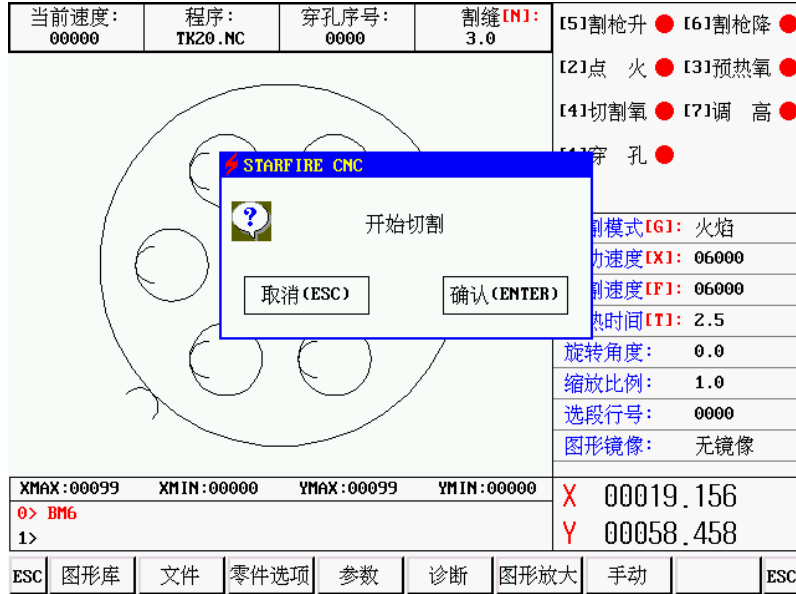 当前速度: 程序: 穿孔序号: 割缝[N]:
00000 TK20.NC 0000 3.0
[5]割枪升 [6]割枪降
[2]点 火 [3]预热氧
[4]切割氧 [7]调 高
穿 孔
STARFIRE CNC
开始切割
取消(ESC) 确认(ENTER)
割模式[G]: 火焰
速度[X]: 06000
速度[F]: 06000
时间[T]: 2.5
旋转角度: 0.0
缩放比例: 1.0
选段行号: 0000
图形镜像: 无镜像
XMAX:00099 XMIN:00000 YMAX:00099 YMIN:00000
0> BM6
1>
X 00019.156
Y 00058.458
ESC 图形库 文件 零件选项 参数 诊断 图形放大 手动 ESC